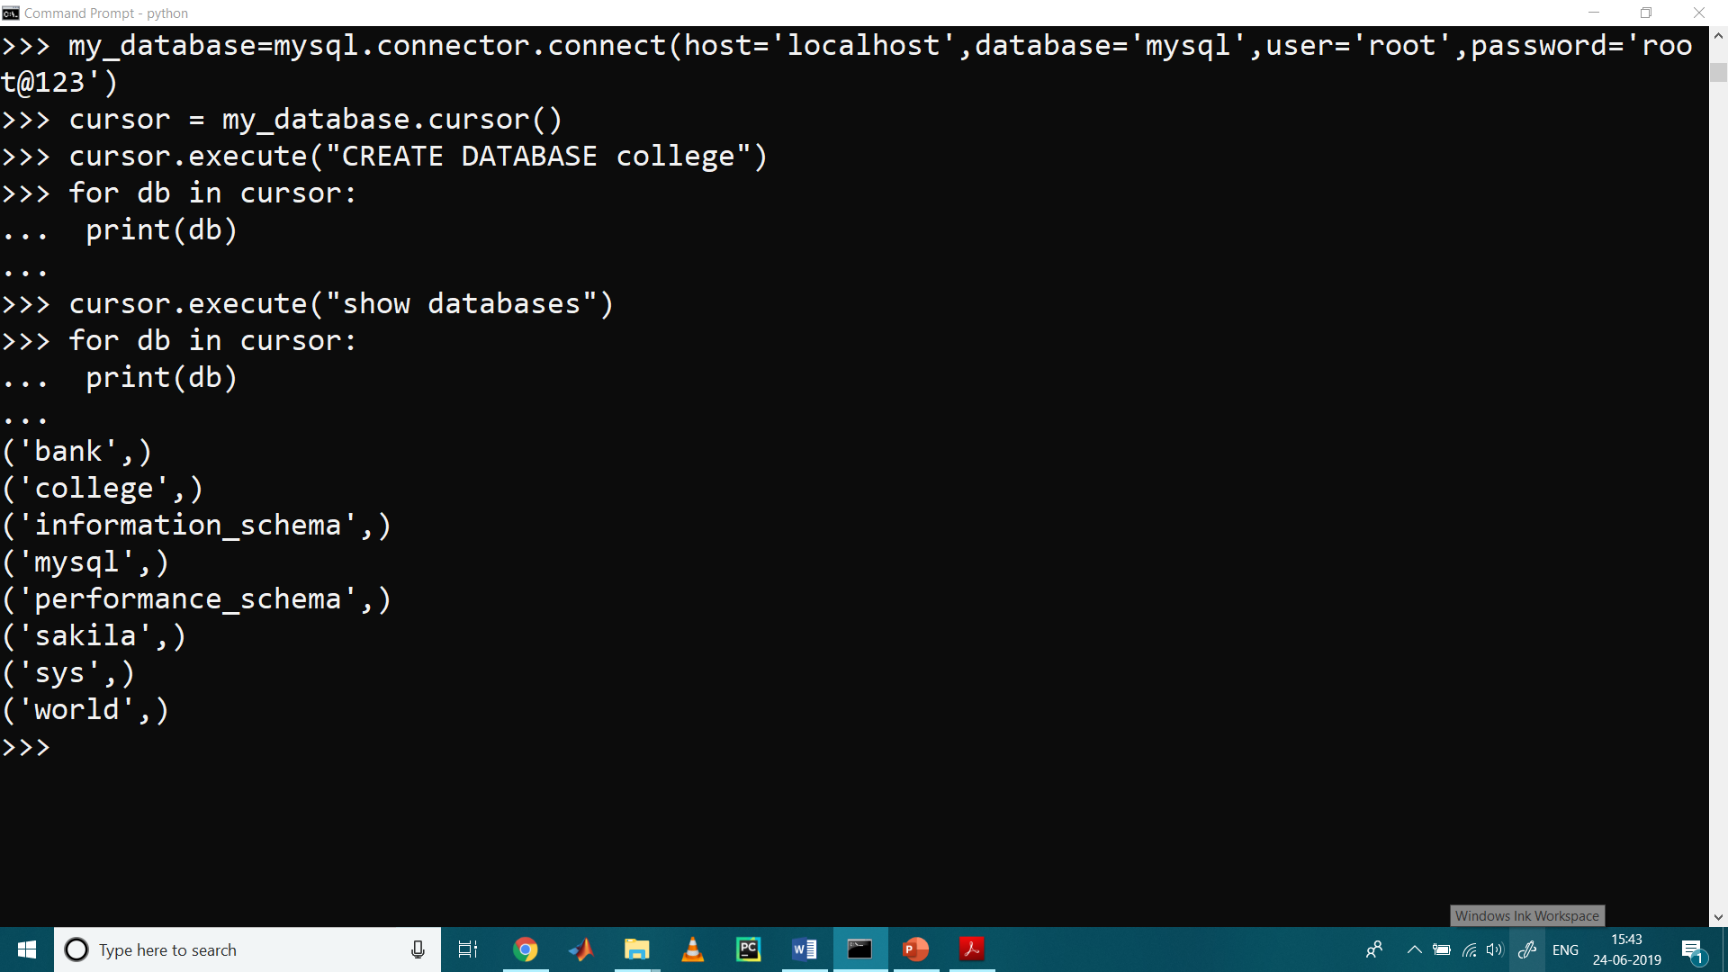 Command Prompt - python
>>> my_database=mysql.connector.connect(host='localhost',database='mysql',user='root',password='roo
t@123')
>>> cursor = my_database.cursor()
>>> cursor.execute("CREATE DATABASE college")
>>> for db in cursor:
...  print(db)
...
>>> cursor.execute("show databases")
>>> for db in cursor:
...  print(db)
...
('bank',)
('college',)
('information_schema',)
('mysql',)
('performance_schema',)
('sakila',)
('sys',)
('world',)
>>>
Windows Ink Workspace
Type here to search
ENG
15:43
24-06-2019
1